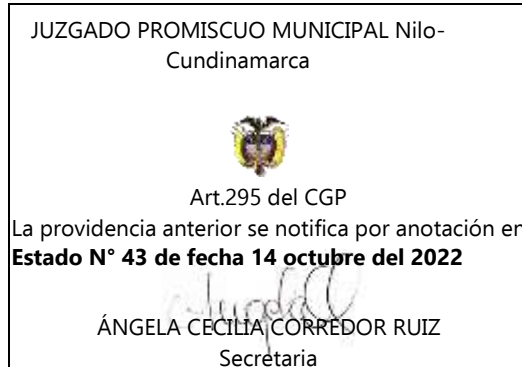 JUZGADO PROMISCUO MUNICIPAL Nilo-
Cundinamarca
Art.295 del CGP
La providencia anterior se notifica por anotación en
Estado N° 43 de fecha 14 octubre del 2022
ÁNGELA CECILIA CORREDOR RUIZ
Secretaria